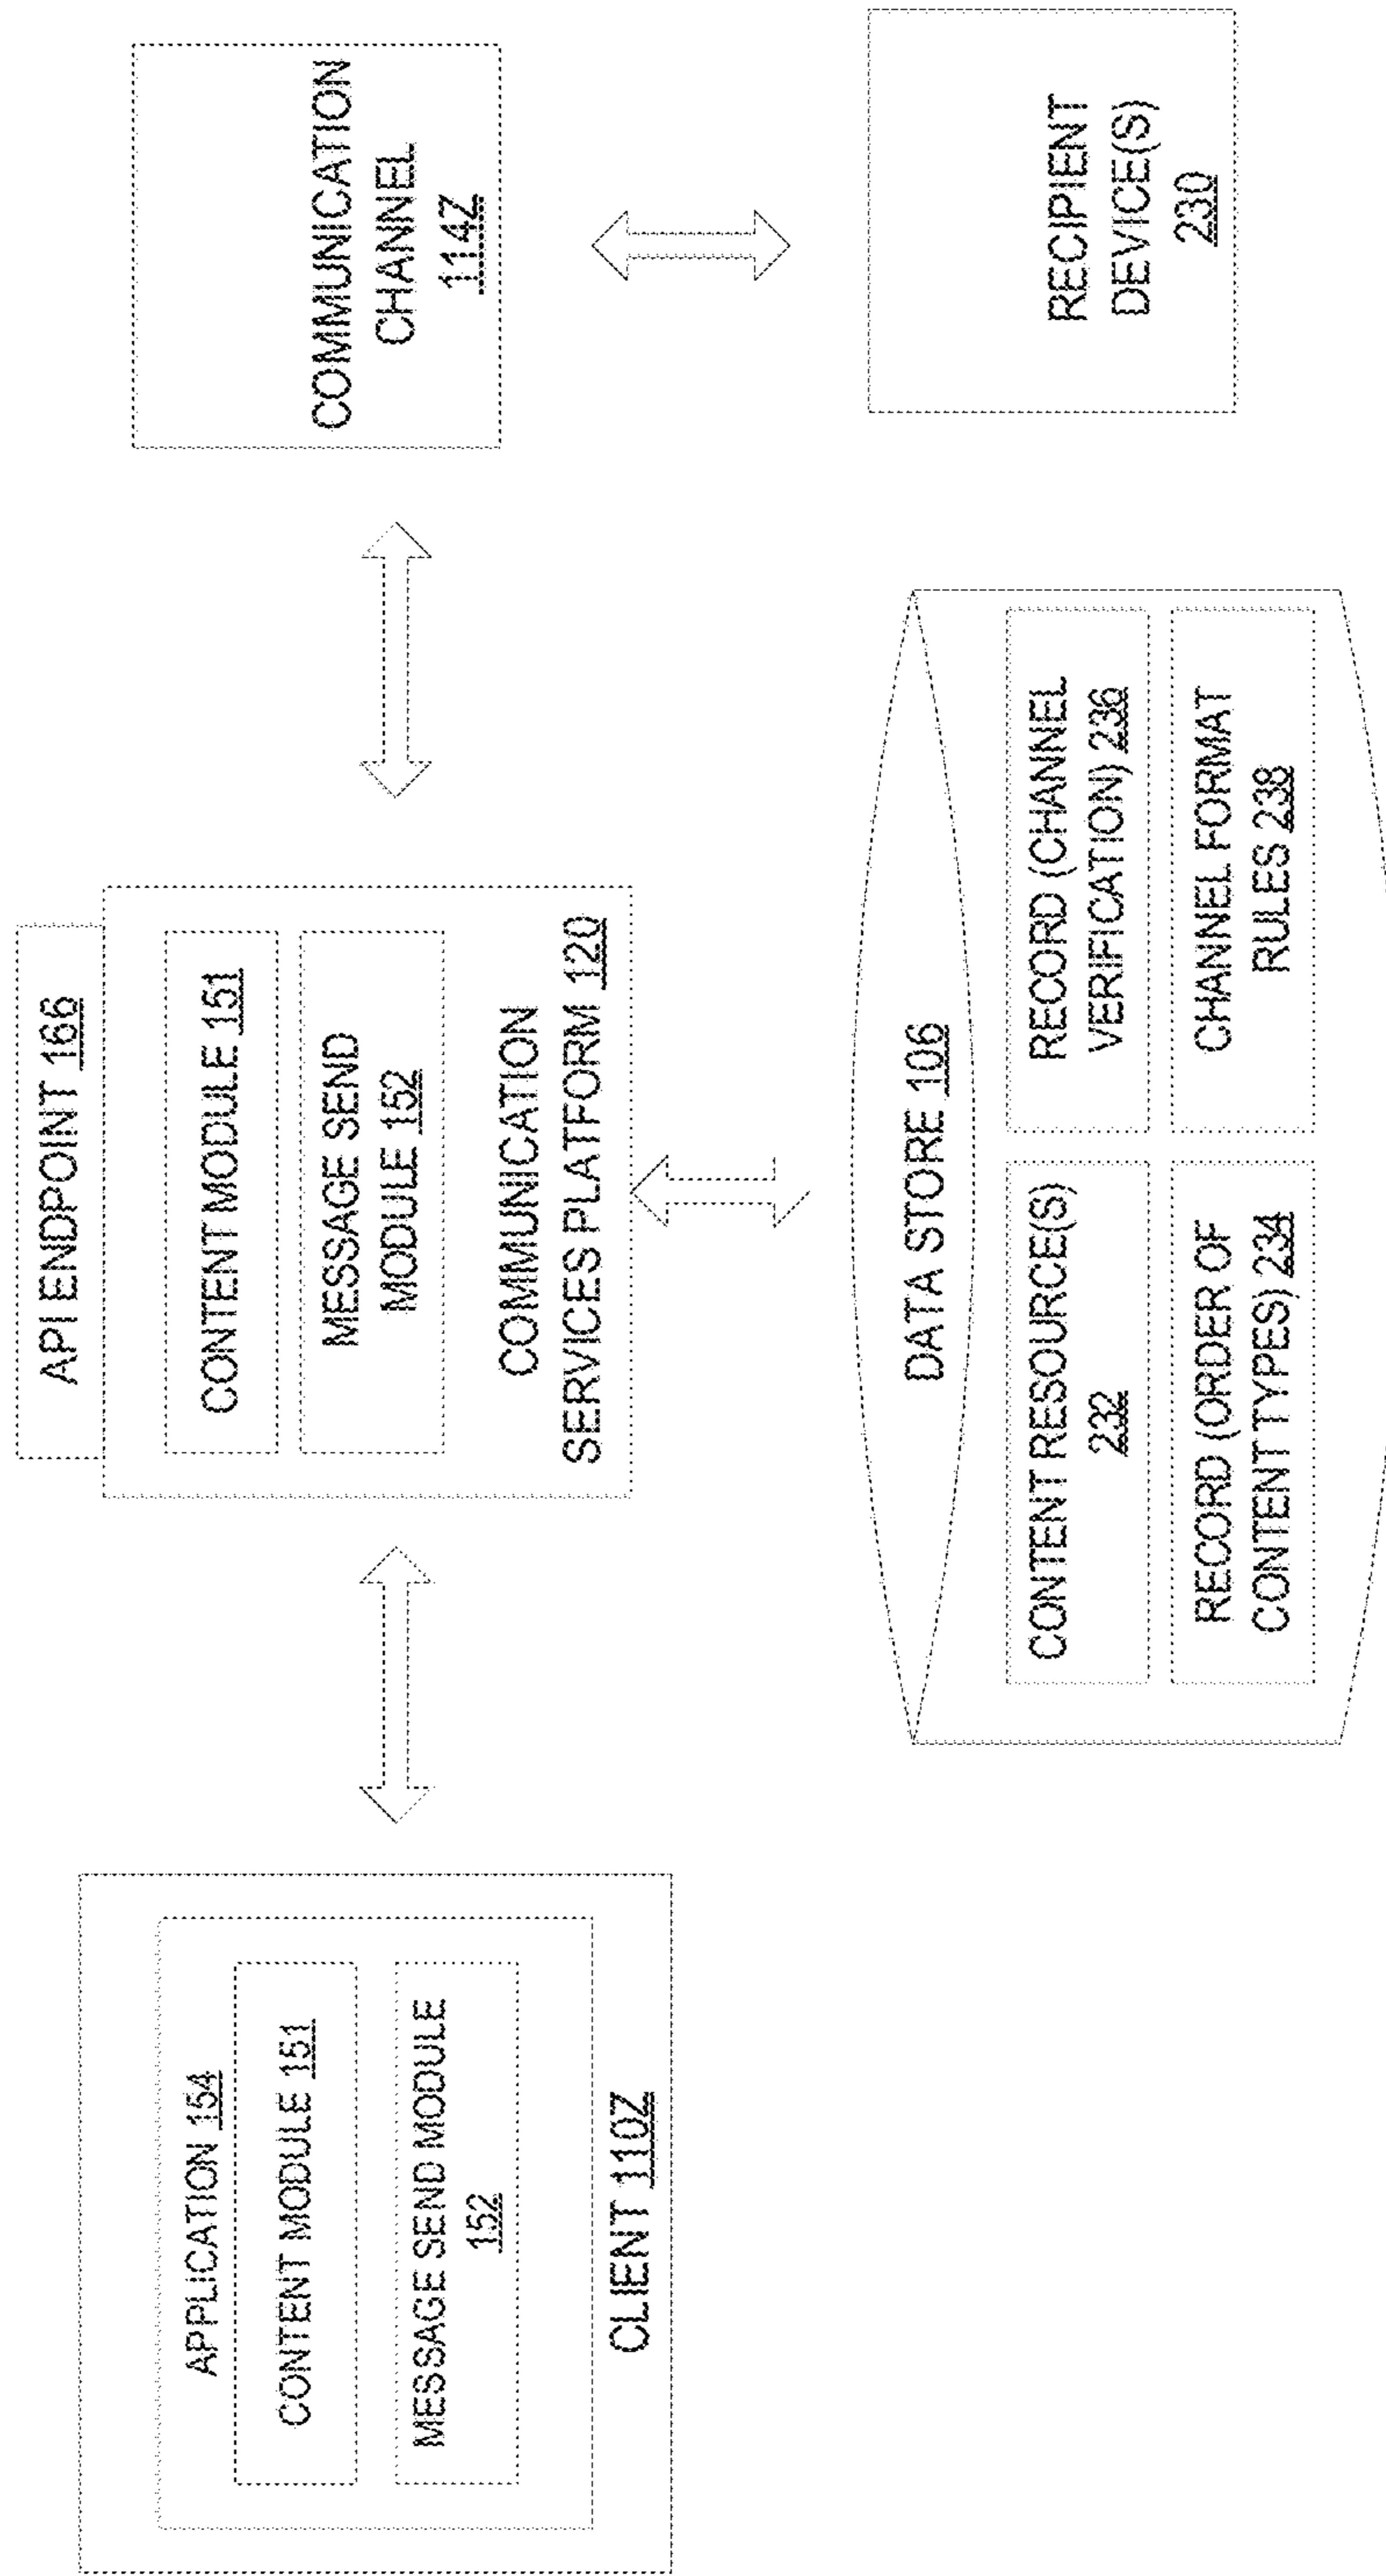 APPLICATION 154
CONTENT MODULE 151
MESSAGE SEND MODULE
152
CLIENT 110Z
API ENDPOINT 166
CONTENT MODULE 151
MESSAGE SEND
MODULE 152
COMMUNICATION
SERVICES PLATFORM 120
COMMUNICATION
CHANNEL
114Z
DATA STORE 106
CONTENT RESOURCE(S)
232
RECORD (CHANNEL
VERIFICATION) 236
RECORD (ORDER OF
CONTENT TYPES) 234
CHANNEL FORMAT
RULES 238
RECIPIENT
DEVICE(S)
230